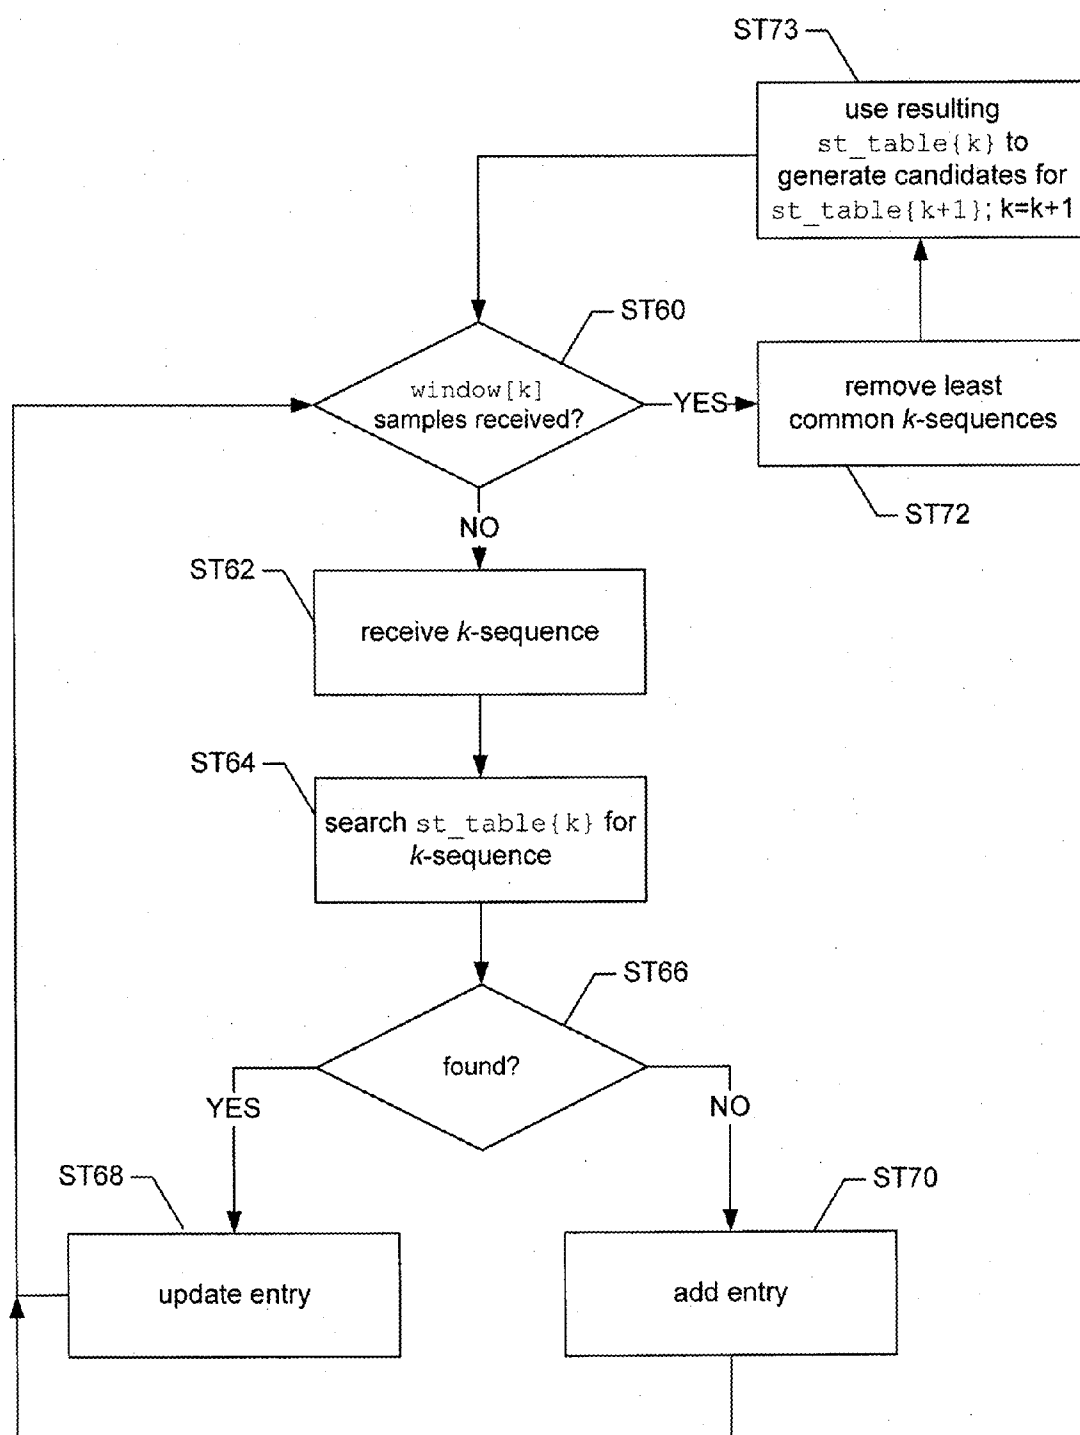 ST73
use resulting
st_table{k} to
generate candidates for
st_table{k+1}; k=k+1
ST60
window[k]
samples received?
YES
remove least
common k-sequences
ST72
NO
ST62
receive k-sequence
ST64
search st_table{k} for
k-sequence
ST66
found?
YES
NO
ST68
ST70
update entry
add entry